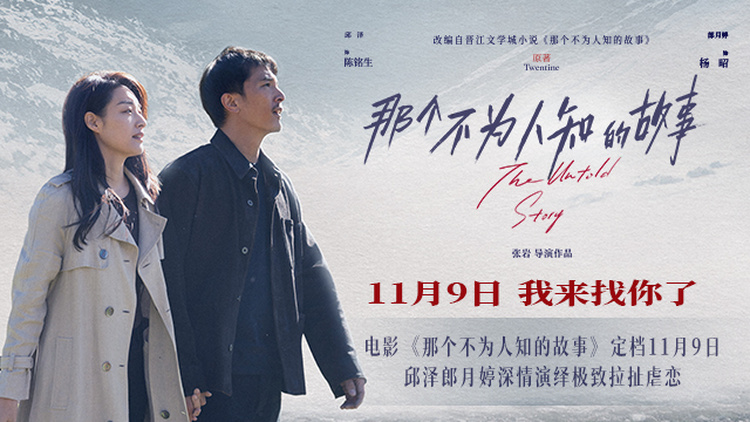 邱 泽
饰
陈铭生
改编自晋江文学城小说《那个不为人知的故事》
原著
Twentine
郎月婷
饰
杨 昭
那个不为人知的故事
The Untold
Story
张岩 导演作品
11月9日 我来找你了
电影《那个不为人知的故事》定档11月9日
邱泽郎月婷深情演绎极致拉扯虐恋